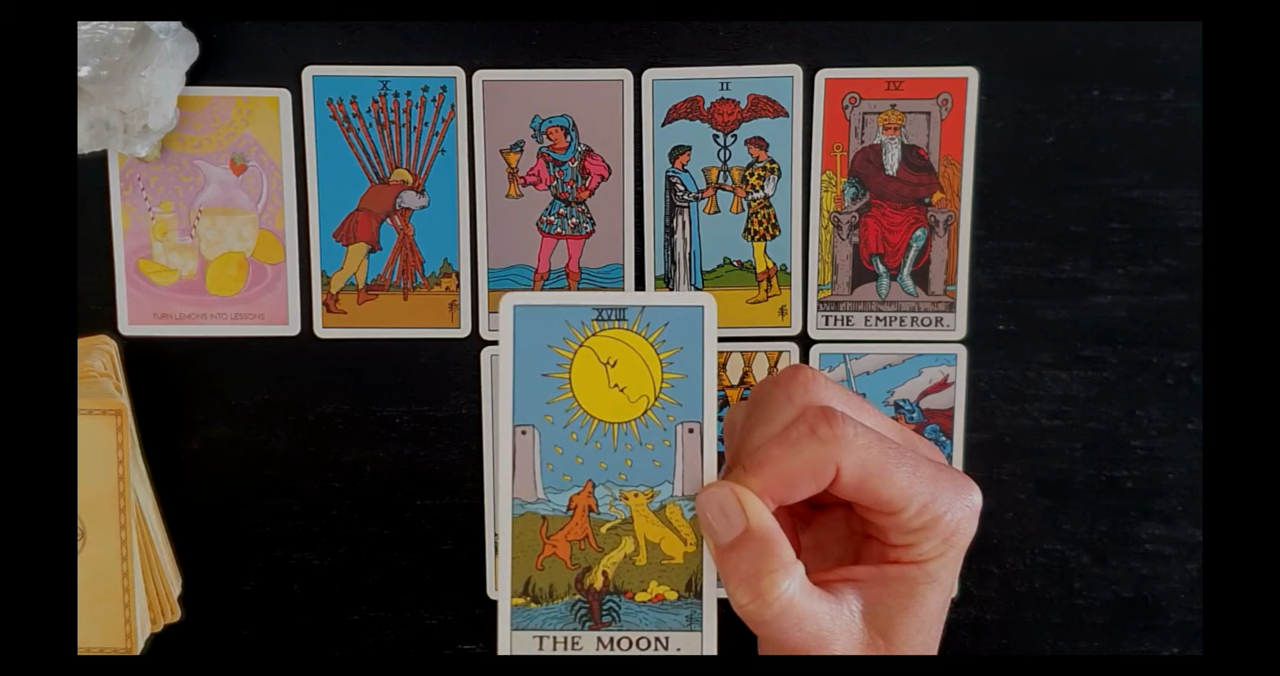 X
II
IV
THE EMPEROR.
TURN LEMONS INTO LESSONS
XVIII
THE MOON.